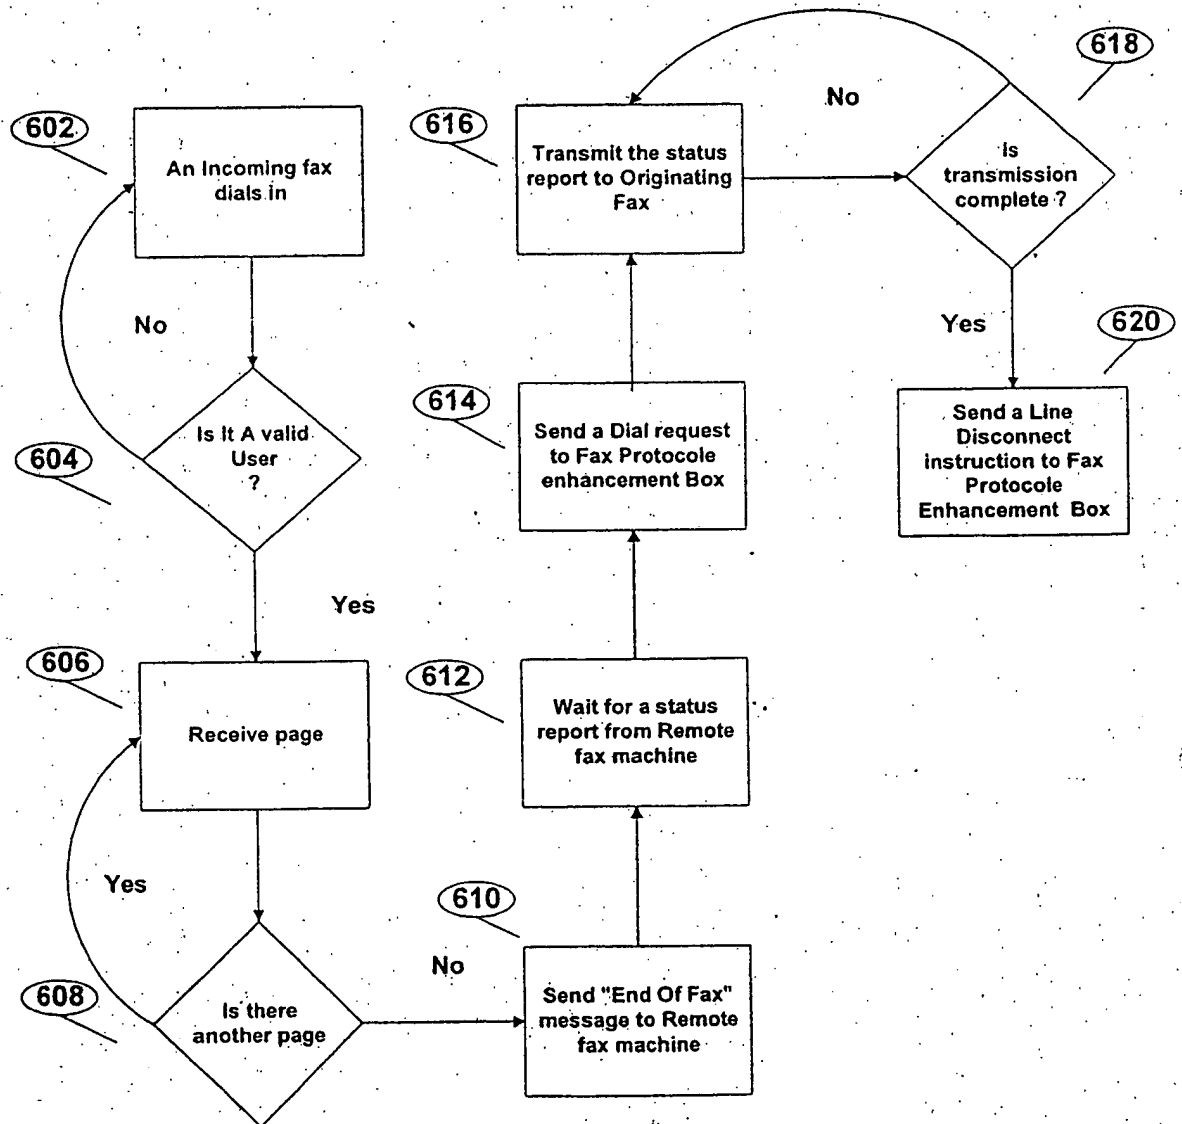 602
An Incoming fax
dials in
No
604
Is It A valid
User
?
Yes
606
Receive page
Yes
608
Is there
another page
No
610
Send "End Of Fax"
message to Remote
fax machine
612
Wait for a status
report from Remote
fax machine
614
Send a Dial request
to Fax Protocole
enhancement Box
616
Transmit the status
report to Originating
Fax
No
618
Is
transmission
complete ?
Yes
620
Send a Line
Disconnect
instruction to Fax
Protocole
Enhancement Box